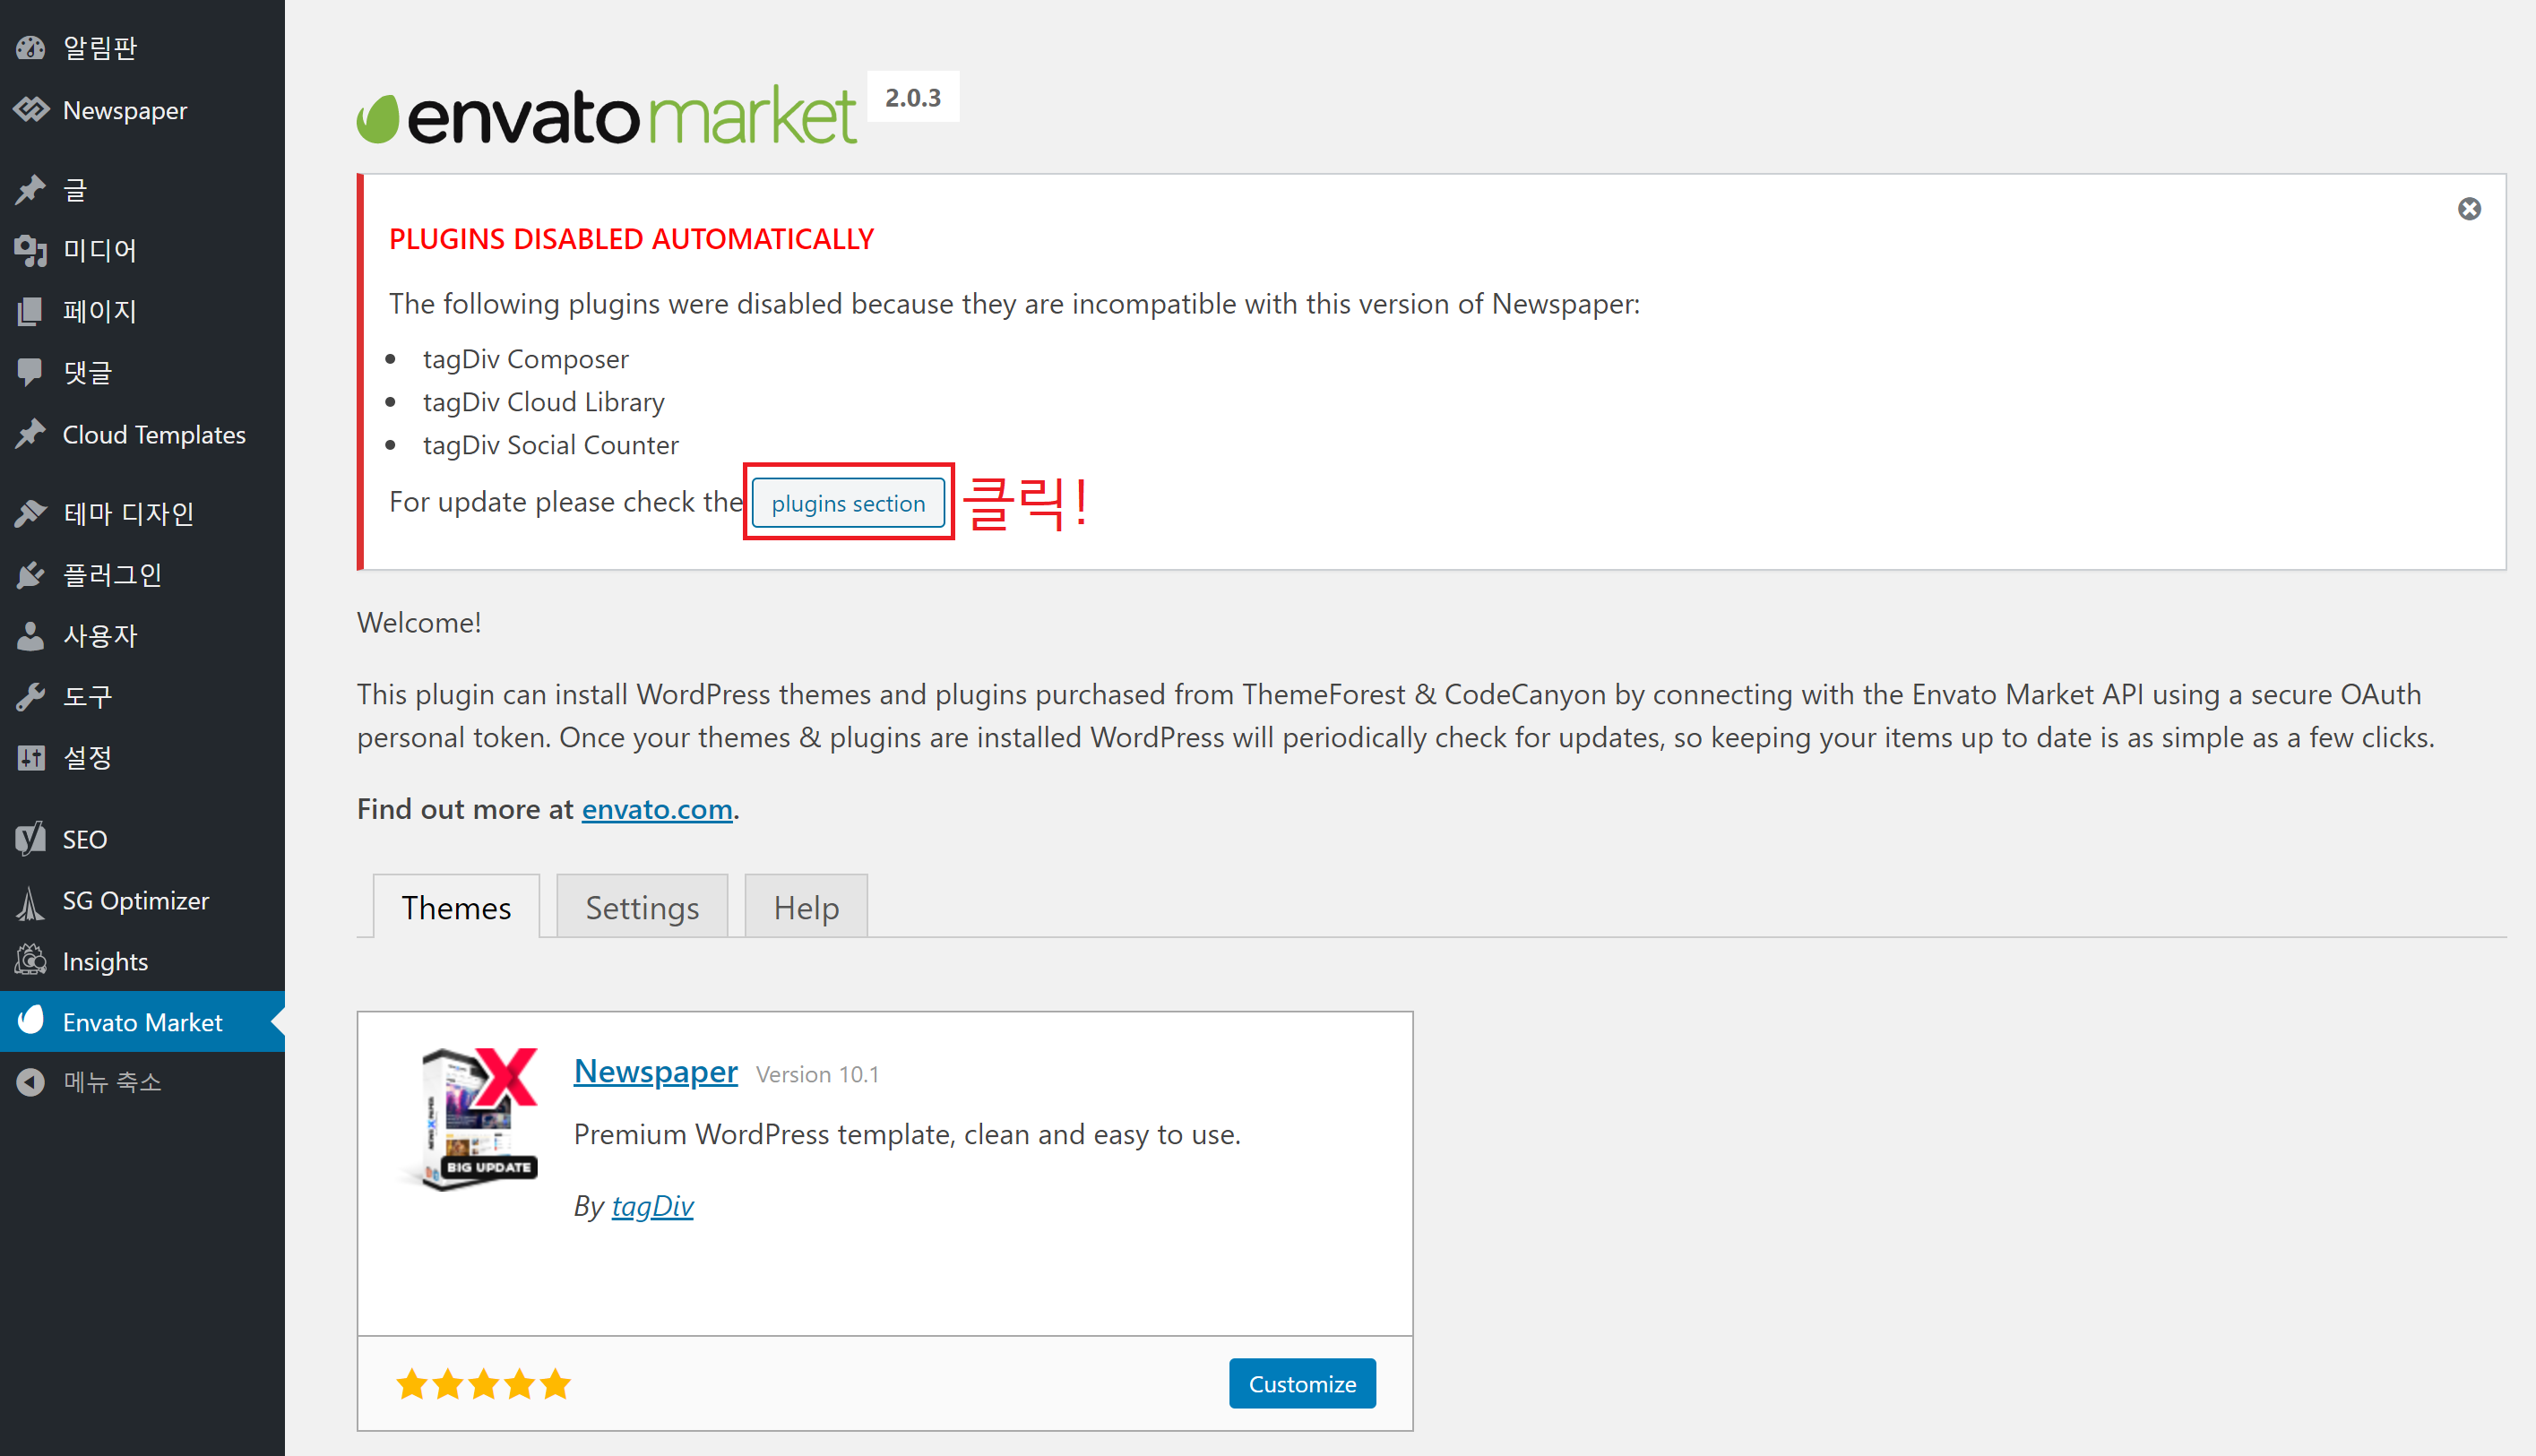 알림판
Newspaper
글
미디어
페이지
댓글
Cloud Templates
테마 디자인
플러그인
사용자
도구
설정
SEO
SG Optimizer
Insights
Envato Market
메뉴 축소
envato market 2.0.3
PLUGINS DISABLED AUTOMATICALLY
The following plugins were disabled because they are incompatible with this version of Newspaper:
tagDiv Composer
tagDiv Cloud Library
tagDiv Social Counter
For update please check the plugins section 클릭!
Welcome!
This plugin can install WordPress themes and plugins purchased from ThemeForest & CodeCanyon by connecting with the Envato Market API using a secure OAuth
personal token. Once your themes & plugins are installed WordPress will periodically check for updates, so keeping your items up to date is as simple as a few clicks.
Find out more at envato.com.
Themes Settings Help
X
BIG UPDATE
Newspaper Version 10.1
Premium WordPress template, clean and easy to use.
By tagDiv
Customize